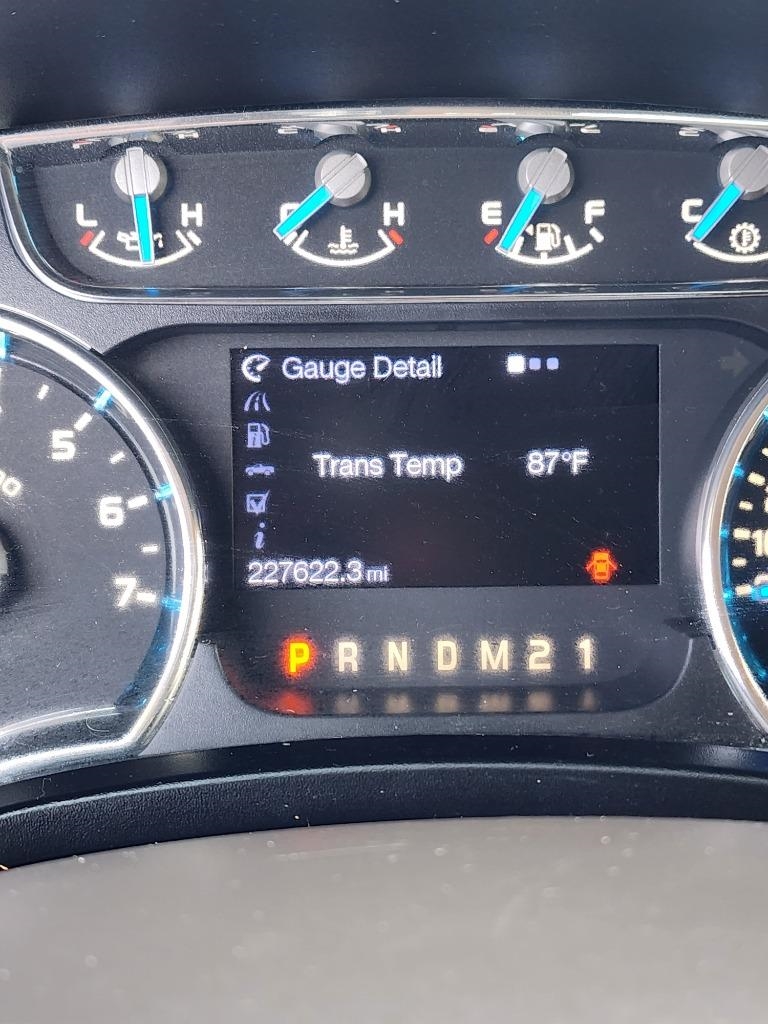 L H C H E F C
Gauge Detail
5
Trans Temp 87°F
6
7
227622.3 mi
P R N D M 2 1